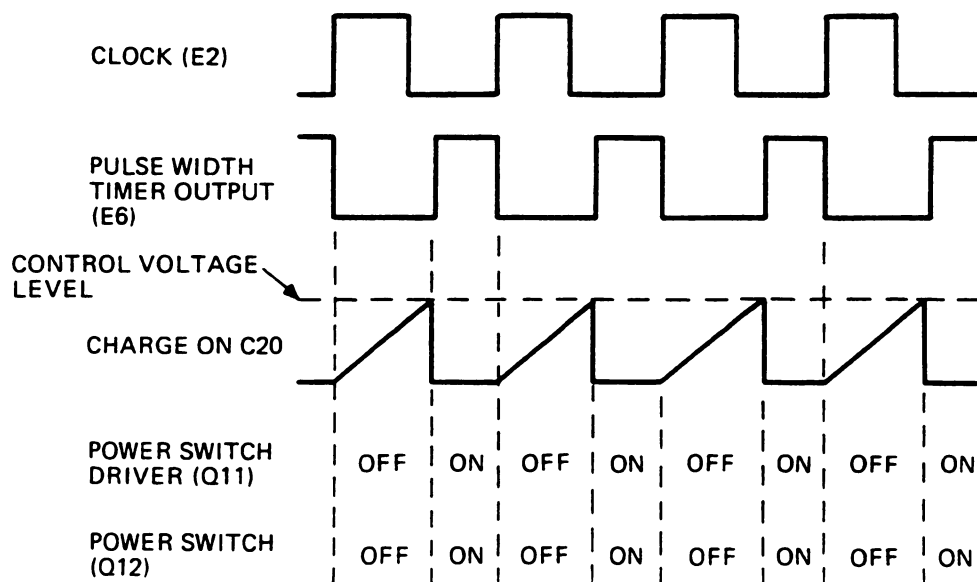 CLOCK (E2)
PULSE WIDTH
TIMER OUTPUT
(E6)
CONTROL VOLTAGE
LEVEL
CHARGE ON C20
POWER SWITCH
DRIVER (Q11)
OFF ON OFF ON OFF ON OFF ON
POWER SWITCH
(Q12)
OFF ON OFF ON OFF ON OFF ON